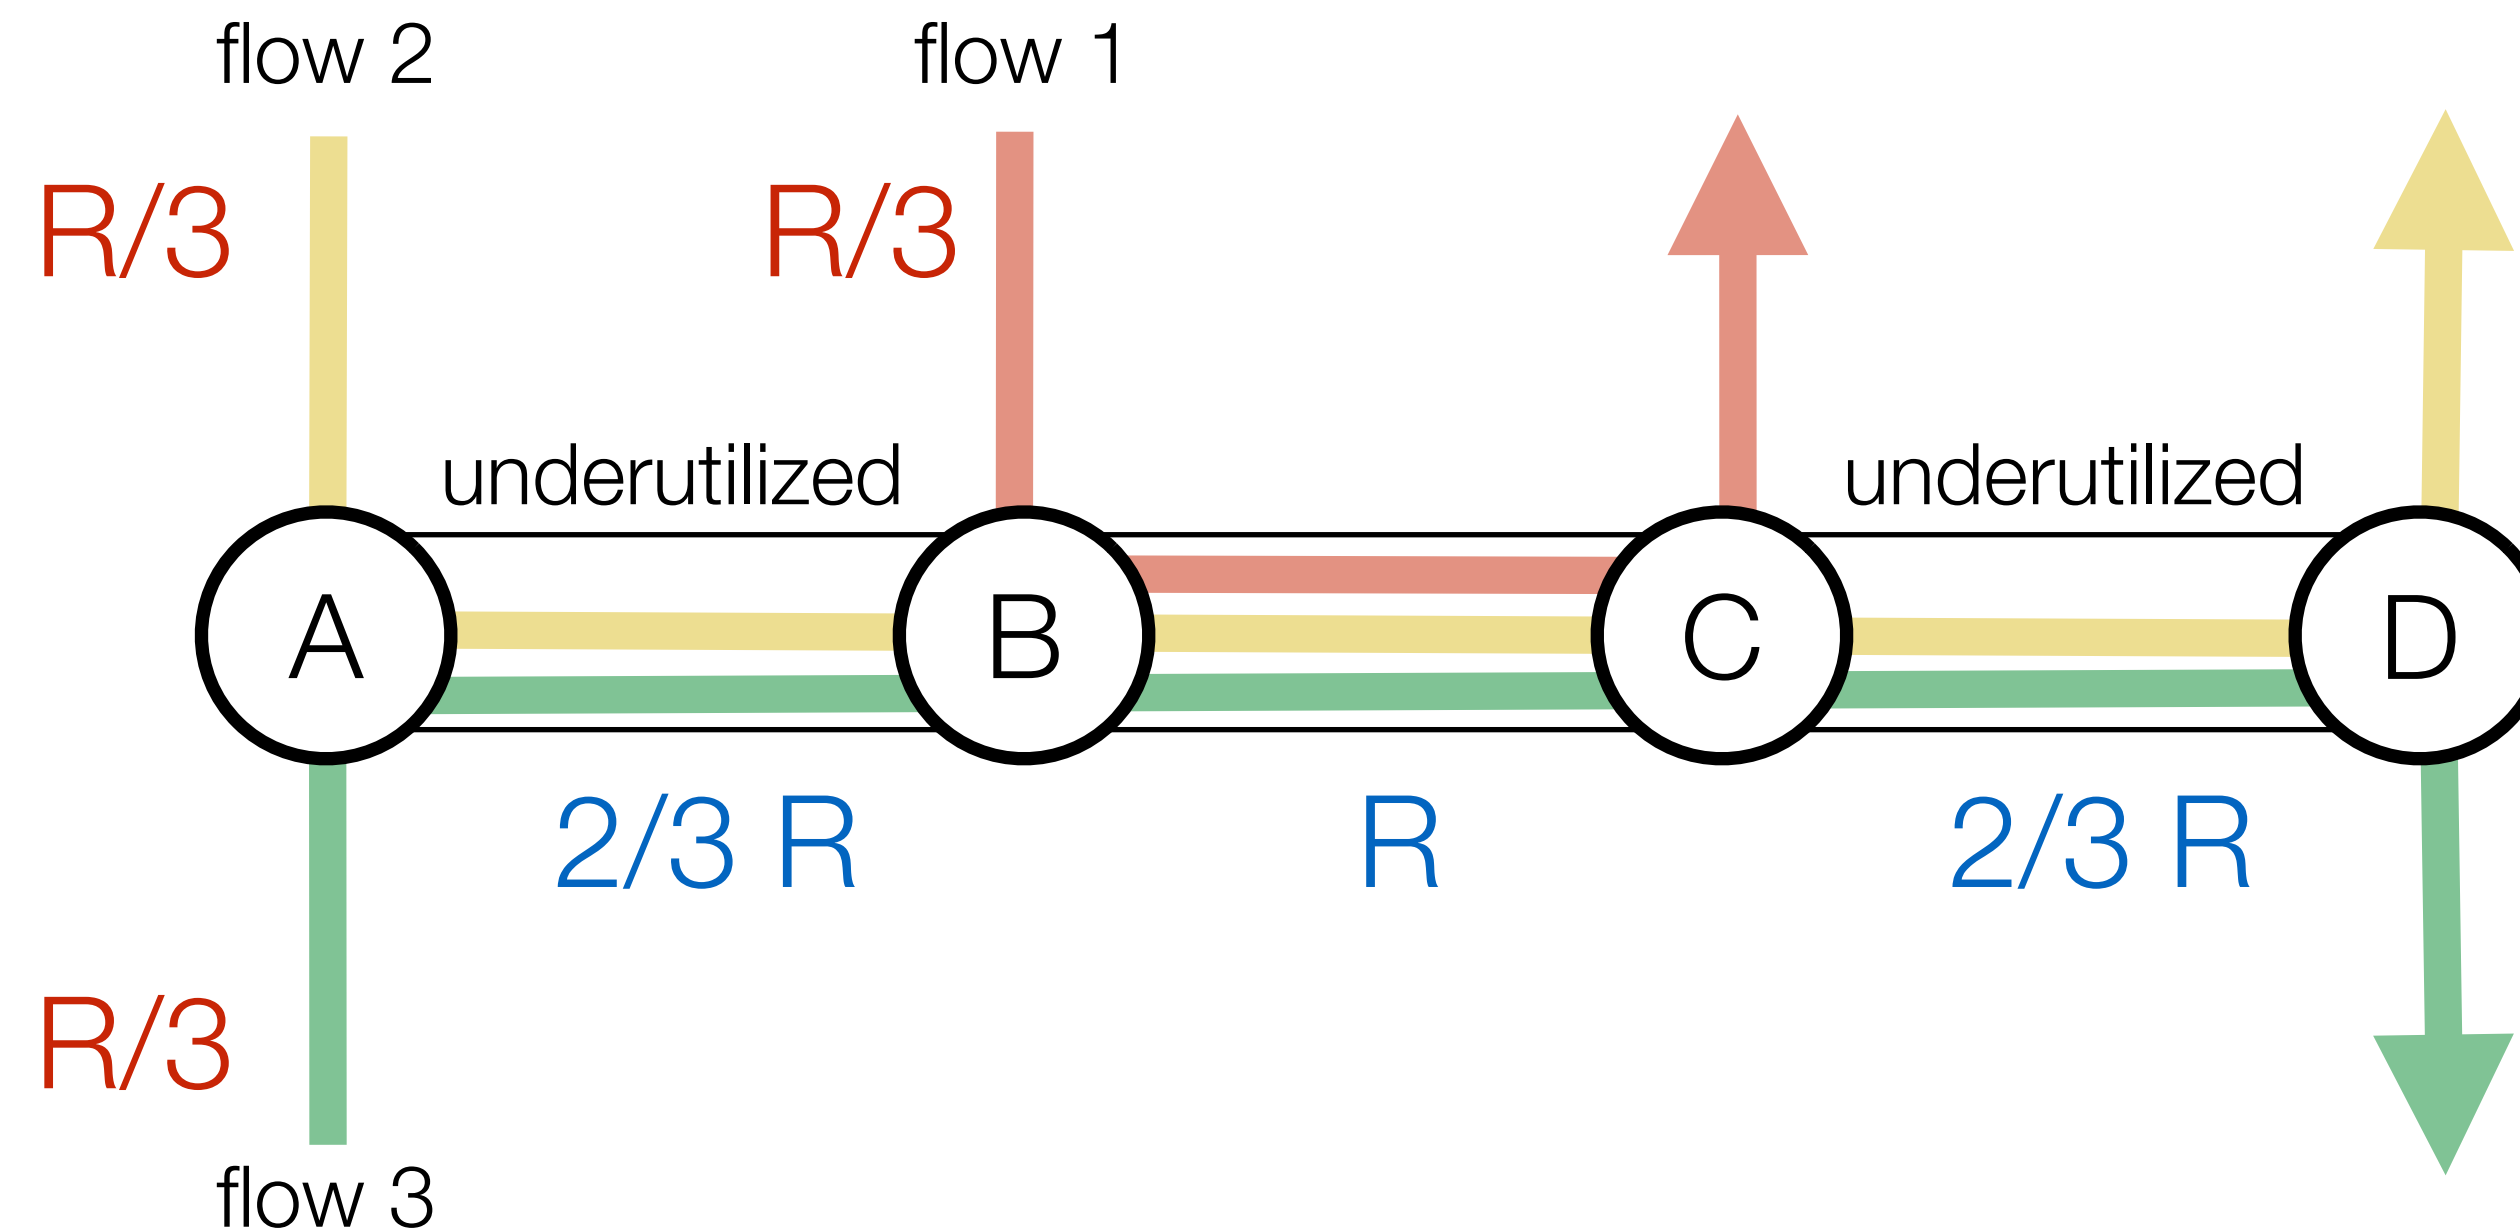 flow 2
flow 1
R/3
R/3
underutilized
underutilized
A
B
C
D
2/3 R
R
2/3 R
R/3
flow 3